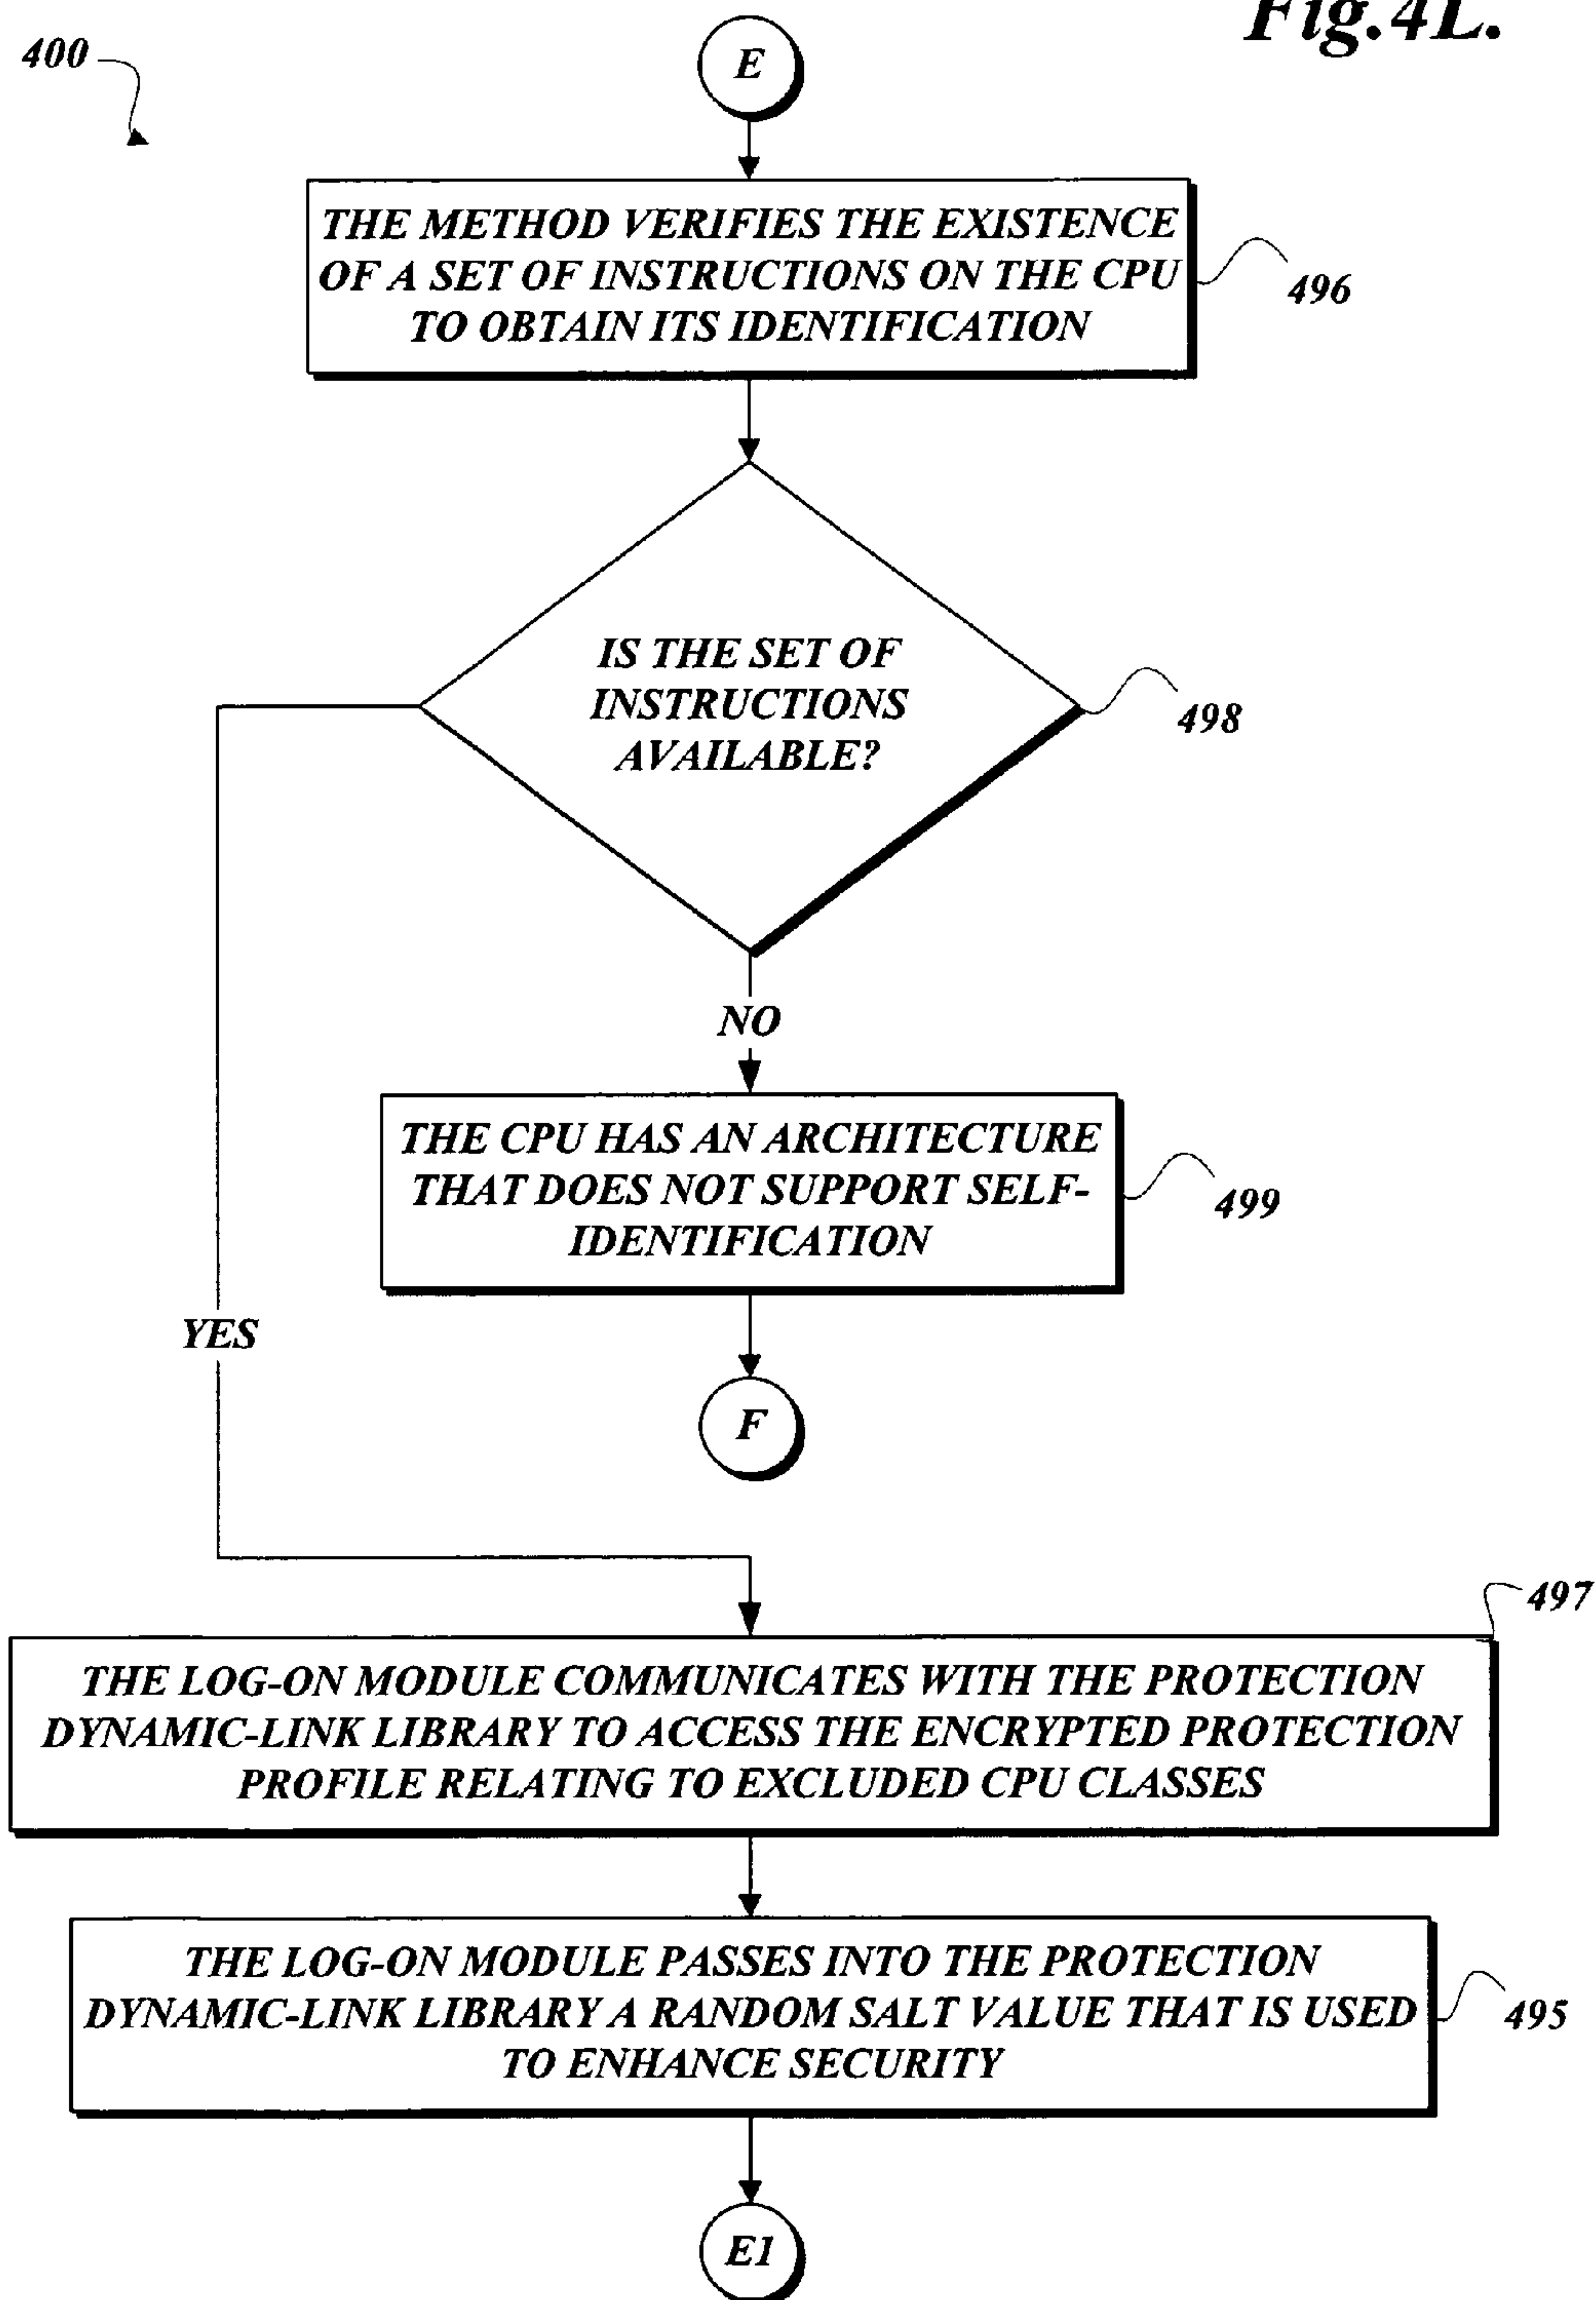 Fig.4L.
400
E
THE METHOD VERIFIES THE EXISTENCE
OF A SET OF INSTRUCTIONS ON THE CPU
TO OBTAIN ITS IDENTIFICATION
496
IS THE SET OF
INSTRUCTIONS
AVAILABLE?
498
NO
THE CPU HAS AN ARCHITECTURE
THAT DOES NOT SUPPORT SELF-
IDENTIFICATION
499
YES
F
497
THE LOG-ON MODULE COMMUNICATES WITH THE PROTECTION
DYNAMIC-LINK LIBRARY TO ACCESS THE ENCRYPTED PROTECTION
PROFILE RELATING TO EXCLUDED CPU CLASSES
THE LOG-ON MODULE PASSES INTO THE PROTECTION
DYNAMIC-LINK LIBRARY A RANDOM SALT VALUE THAT IS USED
TO ENHANCE SECURITY
495
E1